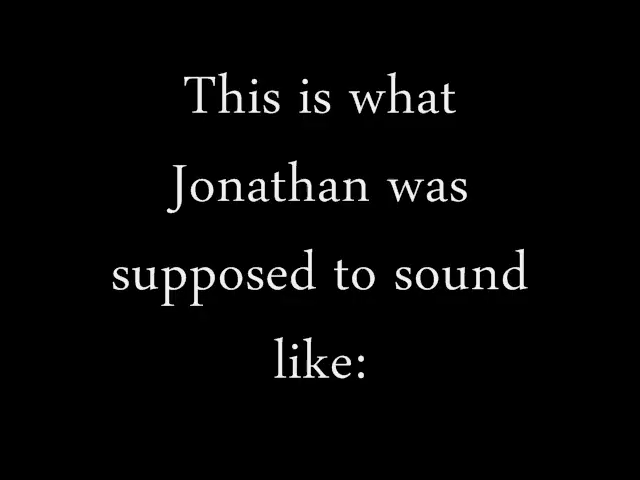 This is what
Jonathan was
supposed to sound
like: